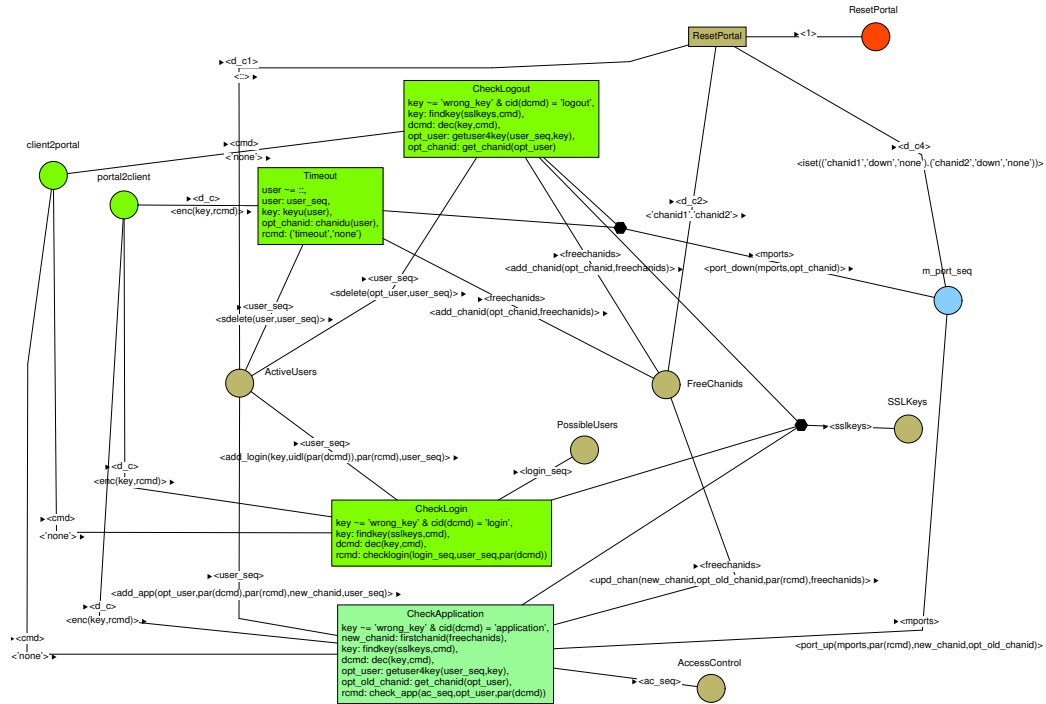 ResetPortal
ResetPortal
<1>
<d_c1>
<::>
CheckLogout
key ~= 'wrong_key' & cid(dcmd) = 'logout',
key: findkey(sslkeys,cmd),
dcmd: dec(key,cmd),
opt_user: getuser4key(user_seq,key),
opt_chanid: get_chanid(opt_user)
client2portal
<cmd>
<'none'>
<d_c4>
<iset(('chanid1','down','none').('chanid2','down','none'))>
portal2client
Timeout
user ~= ::,
user: user_seq,
key: keyu(user),
opt_chanid: chanidu(user),
rcmd: ('timeout','none')
<d_c>
<enc(key,rcmd)>
<d_c2>
<'chanid1'.'chanid2'>
<freechanids>
<add_chanid(opt_chanid,freechanids)>
<mports>
<port_down(mports,opt_chanid)>
m_port_seq
<user_seq>
<sdelete(opt_user,user_seq)>
<freechanids>
<add_chanid(opt_chanid,freechanids)>
<user_seq>
<sdelete(user,user_seq)>
ActiveUsers
FreeChanids
SSLKeys
PossibleUsers
<sslkeys>
<user_seq>
<add_login(key,uidl(par(dcmd)),par(rcmd),user_seq)>
<login_seq>
<d_c>
<enc(key,rcmd)>
CheckLogin
key ~= 'wrong_key' & cid(dcmd) = 'login',
key: findkey(sslkeys,cmd),
dcmd: dec(key,cmd),
rcmd: checklogin(login_seq,user_seq,par(dcmd))
<cmd>
<'none'>
<user_seq>
<add_app(opt_user,par(dcmd),par(rcmd),new_chanid,user_seq)>
<freechanids>
<upd_chan(new_chanid,opt_old_chanid,par(rcmd),freechanids)>
<d_c>
<enc(key,rcmd)>
CheckApplication
key ~= 'wrong_key' & cid(dcmd) = 'application',
new_chanid: firstchanid(freechanids),
key: findkey(sslkeys,cmd),
dcmd: dec(key,cmd),
opt_user: getuser4key(user_seq,key),
opt_old_chanid: get_chanid(opt_user),
rcmd: check_app(ac_seq,opt_user,par(dcmd))
<cmd>
<'none'>
<mports>
<port_up(mports,par(rcmd),new_chanid,opt_old_chanid)>
AccessControl
<ac_seq>